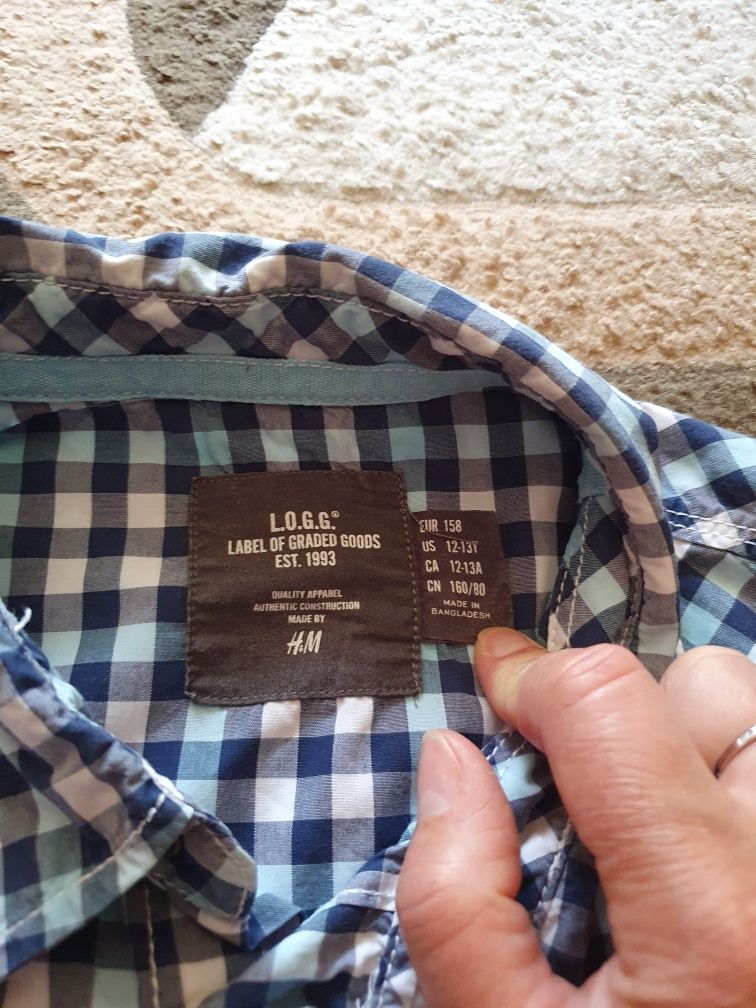 L.O.G.G.®
LABEL OF GRADED GOODS
EST. 1993
QUALITY APPAREL
AUTHENTIC CONSTRUCTION
MADE BY
H&M
EUR 158
US 12-13Y
CA 12-13A
CN 160/80
MADE IN
BANGLADESH